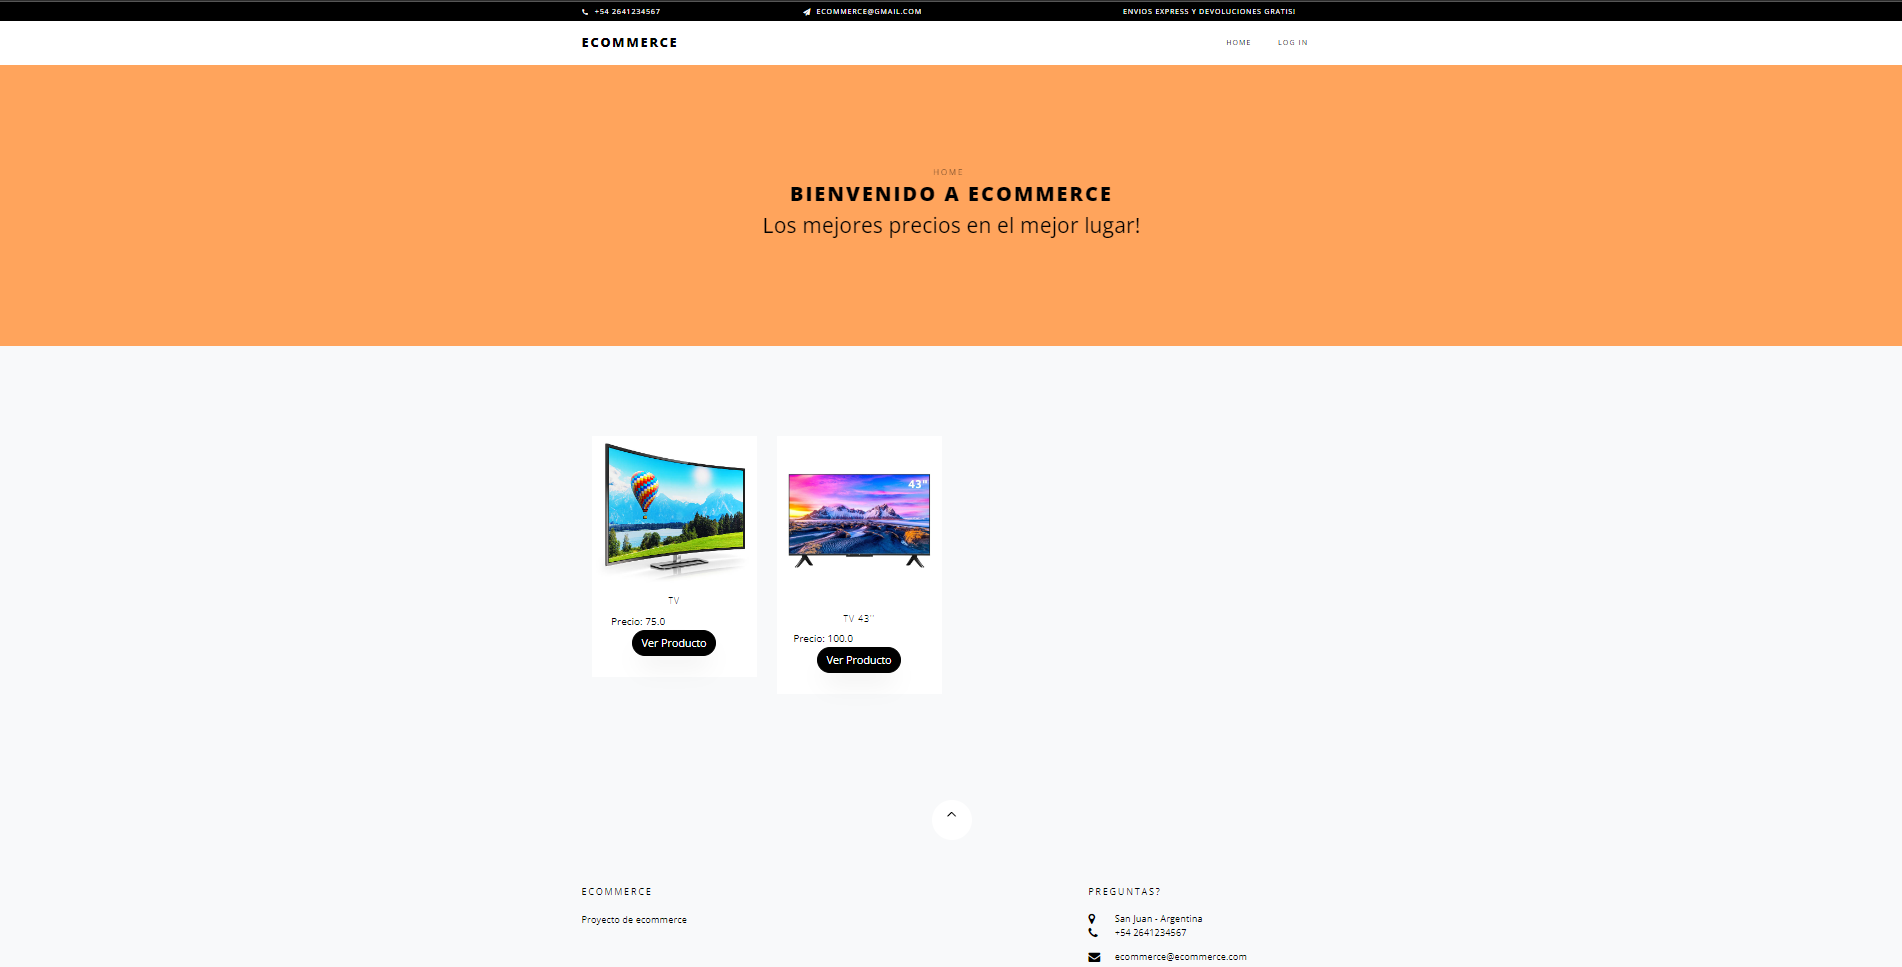 +54 2641234567
ECOMMERCE@GMAIL.COM
ENVIOS EXPRESS Y DEVOLUCIONES GRATIS!
ECOMMERCE
HOME
LOG IN
HOME
BIENVENIDO A ECOMMERCE
Los mejores precios en el mejor lugar!
TV
Precio: 75.0
Ver Producto
43"
TV 43''
Precio: 100.0
Ver Producto
ECOMMERCE
Proyecto de ecommerce
PREGUNTAS?
San Juan - Argentina
+54 2641234567
ecommerce@ecommerce.com